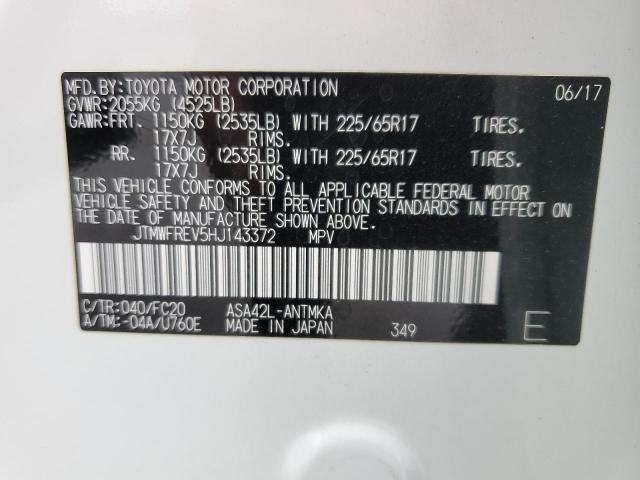 MFD.BY:TOYOTA MOTOR CORPORATION 06/17
GVWR:2055KG (4525LB)
GAWR:FRT. 1150KG (2535LB) WITH 225/65R17 TIRES.
17X7J RIMS.
RR. 1150KG (2535LB) WITH 225/65R17 TIRES.
17X7J RIMS.
THIS VEHICLE CONFORMS TO ALL APPLICABLE FEDERAL MOTOR
VEHICLE SAFETY AND THEFT PREVENTION STANDARDS IN EFFECT ON
THE DATE OF MANUFACTURE SHOWN ABOVE.
JTMWFREV5HJ143372 MPV
C/TR:040/FC20 ASA42L-ANTMKA
A/TM:-04A/U760E MADE IN JAPAN 349 E